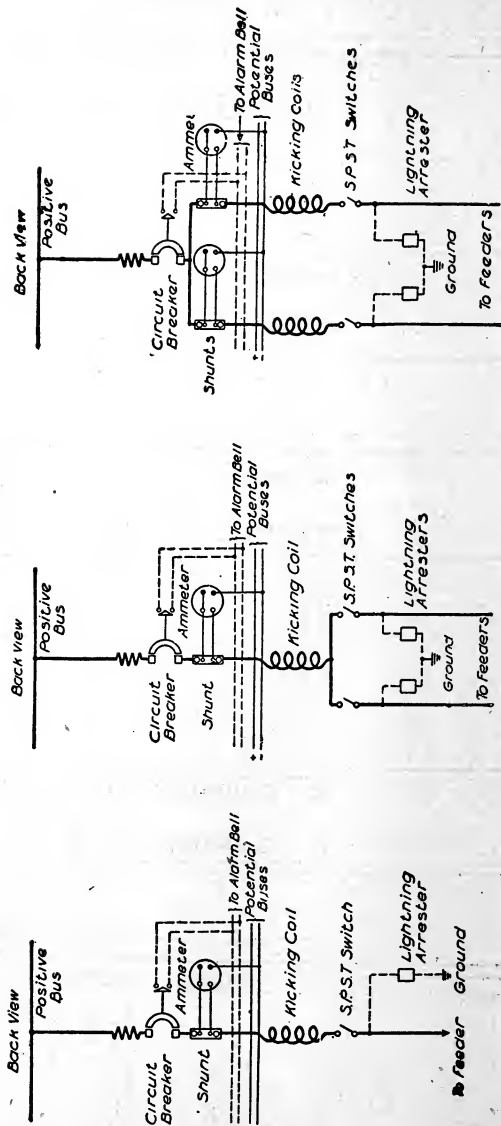 Back View
Positive
Bus
Circuit
Breaker
Ammeter
To Alarm Bell
Potential
Buses
Shunt
Kicking Coil
S.P.S.T Switch
Lightning
Arrester
To Feeder
Ground
Back View
Positive
Bus
Circuit
Breaker
Ammeter
To Alarm Bell
Potential
Buses
Shunt
+
-
Kicking Coil
S.P.S.T. Switches
Lightning
Arresters
Ground
To Feeders
Back View
Positive
Bus
Circuit
Breaker
Ammet
To Alarm Bell
Potential
Buses
Shunts
+
-
Kicking Coils
S.P.S.T Switches
Lightning
Arrester
Ground
To Feeders